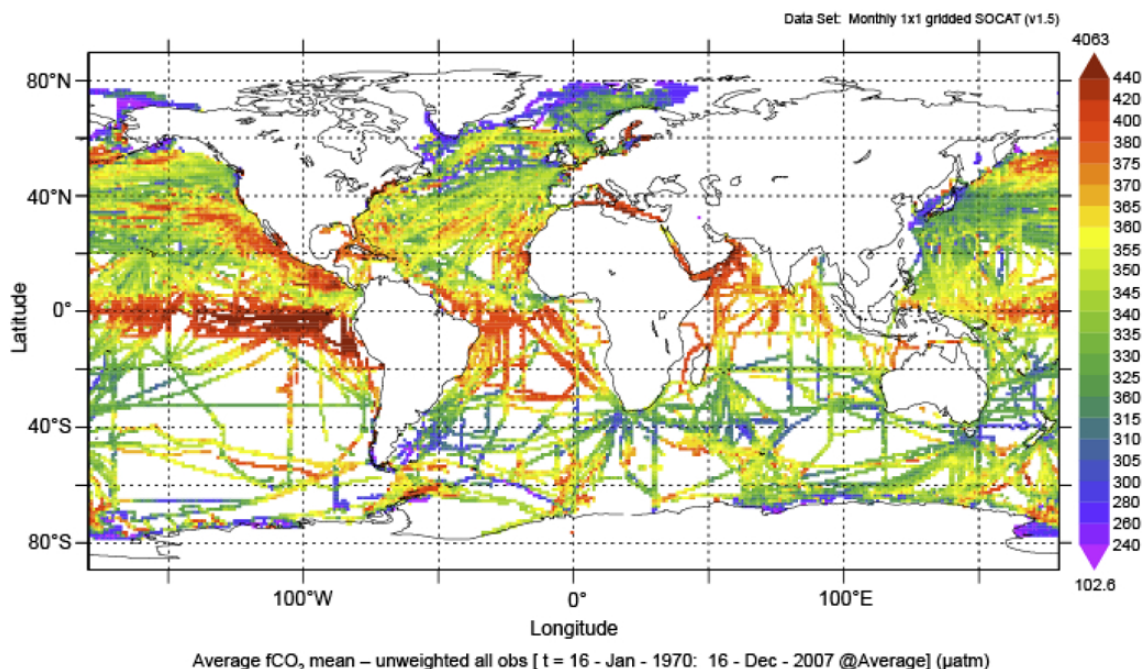 Data Set: Monthly 1x1 gridded SOCAT (v1.5)
4063
80°N
440
420
400
40°N
380
375
370
365
360
0°
355
350
345
340
335
330
360
40°S
315
310
305
300
280
80°S
260
240
102.6
100°W
0°
100°E
Latitude
Longitude
Average fCO₂ mean – unweighted all obs [ t = 16 - Jan - 1970: 16 - Dec - 2007 @Average] (µatm)